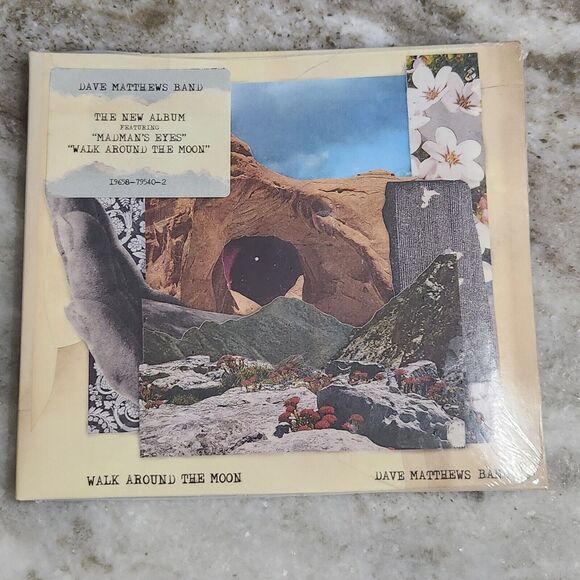 DAVE MATTHEWS BAND
THE NEW ALBUM
FEATURING
"MADMAN'S EYES"
"WALK AROUND THE MOON"
19658-79540-2
WALK AROUND THE MOON
DAVE MATTHEWS BAND